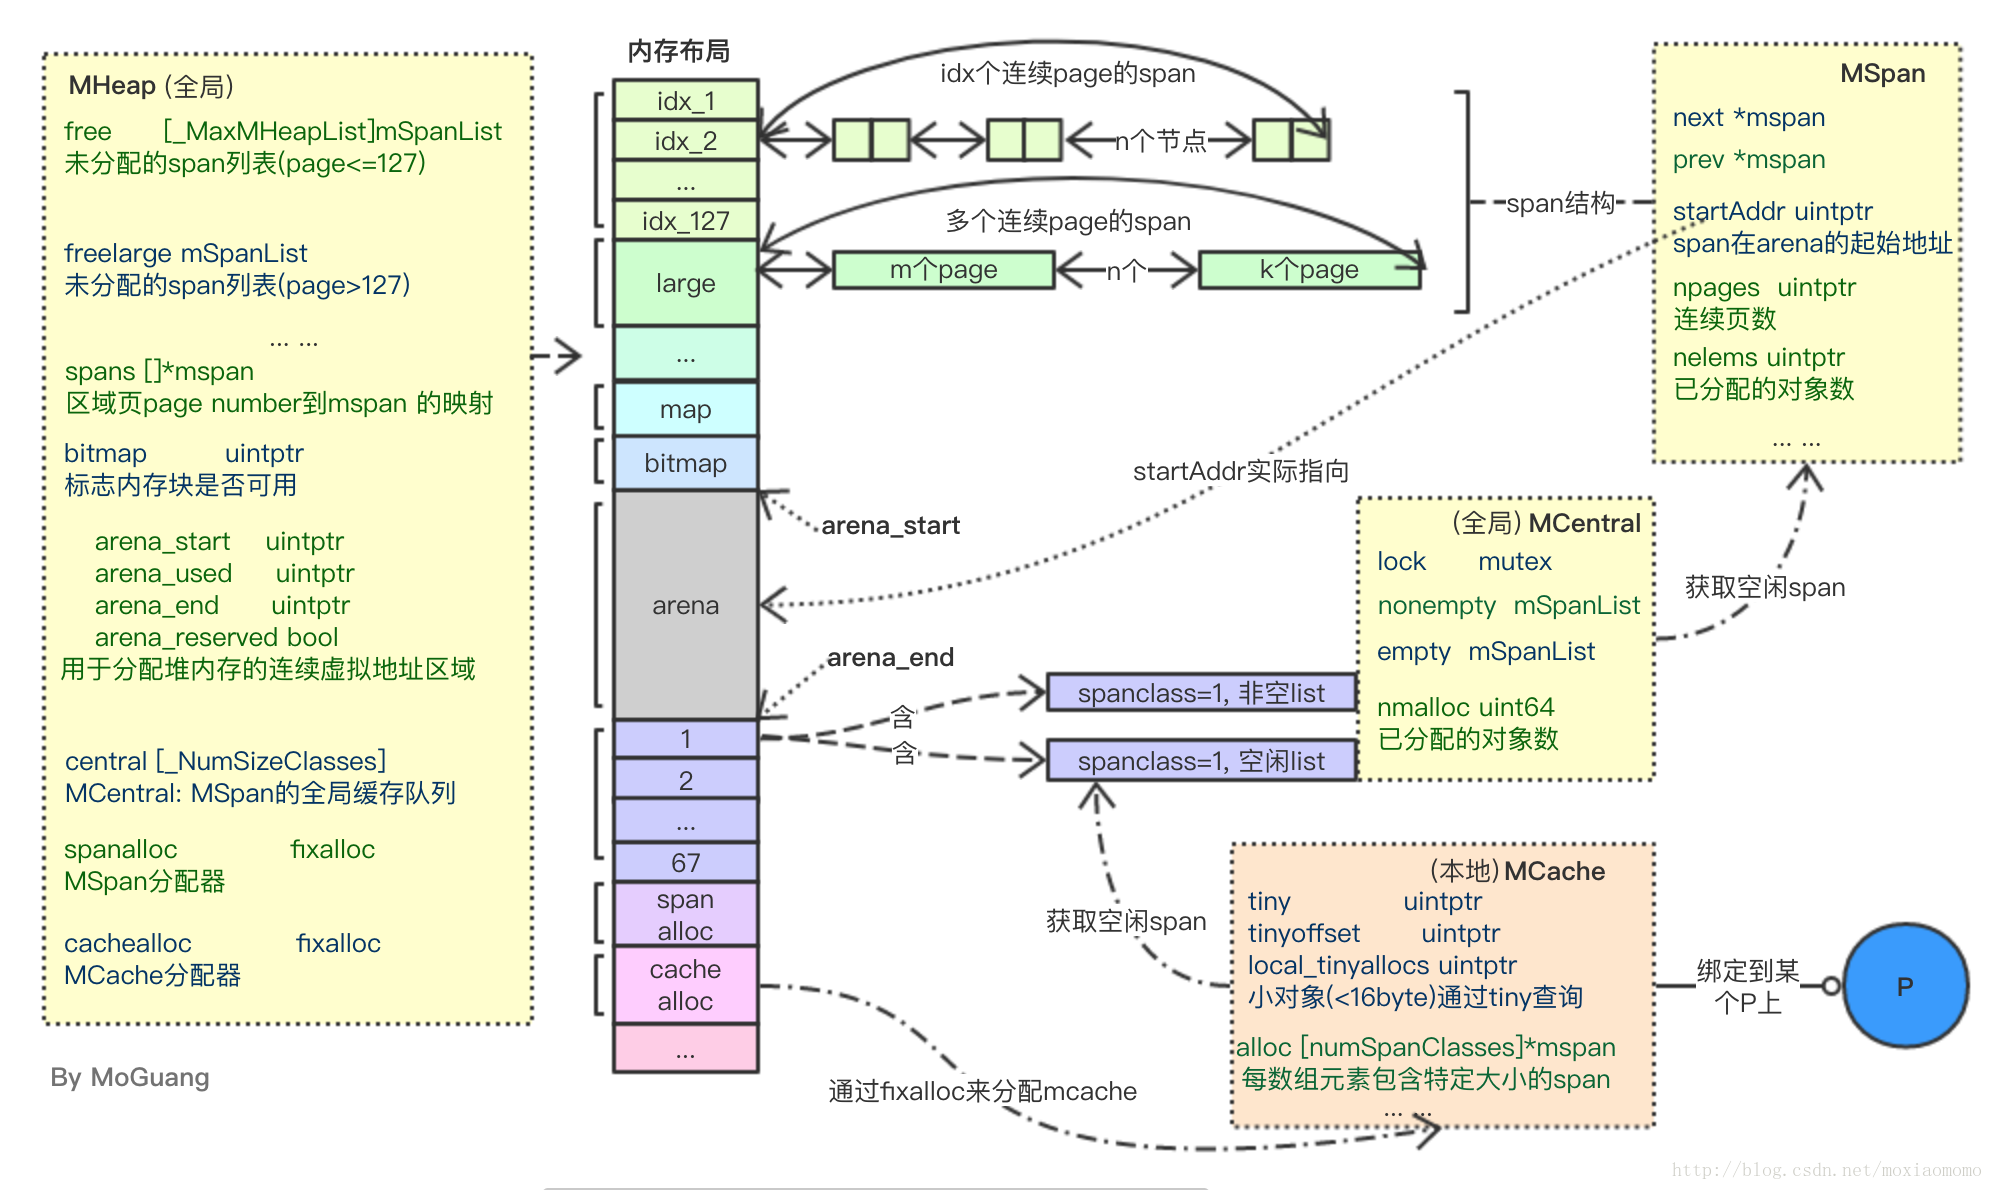 内存布局
MHeap (全局)
free [_MaxMHeapList]mSpanList
未分配的span列表(page<=127)
freelarge mSpanList
未分配的span列表(page>127)
... ...
spans []*mspan
区域页page number到mspan 的映射
bitmap uintptr
标志内存块是否可用
arena_start uintptr
arena_used uintptr
arena_end uintptr
arena_reserved bool
用于分配堆内存的连续虚拟地址区域
central [_NumSizeClasses]
MCentral: MSpan的全局缓存队列
spanalloc fixalloc
MSpan分配器
cachealloc fixalloc
MCache分配器
By MoGuang
idx_1
idx_2
...
idx_127
large
...
map
bitmap
arena
1
2
...
67
span
alloc
cache
alloc
...
idx个连续page的span
n个节点
多个连续page的span
m个page
n个
k个page
span结构
startAddr实际指向
arena_start
arena_end
含
含
spanclass=1, 非空list
spanclass=1, 空闲list
获取空闲span
通过fixalloc来分配mcache
MSpan
next *mspan
prev *mspan
startAddr uintptr
span在arena的起始地址
npages uintptr
连续页数
nelems uintptr
已分配的对象数
... ...
获取空闲span
(全局) MCentral
lock mutex
nonempty mSpanList
empty mSpanList
nmalloc uint64
已分配的对象数
(本地) MCache
tiny uintptr
tinyoffset uintptr
local_tinyallocs uintptr
小对象(<16byte)通过tiny查询
alloc [numSpanClasses]*mspan
每数组元素包含特定大小的span
... ...
绑定到某
个P上
P
http://blog.csdn.net/moxiaomomo